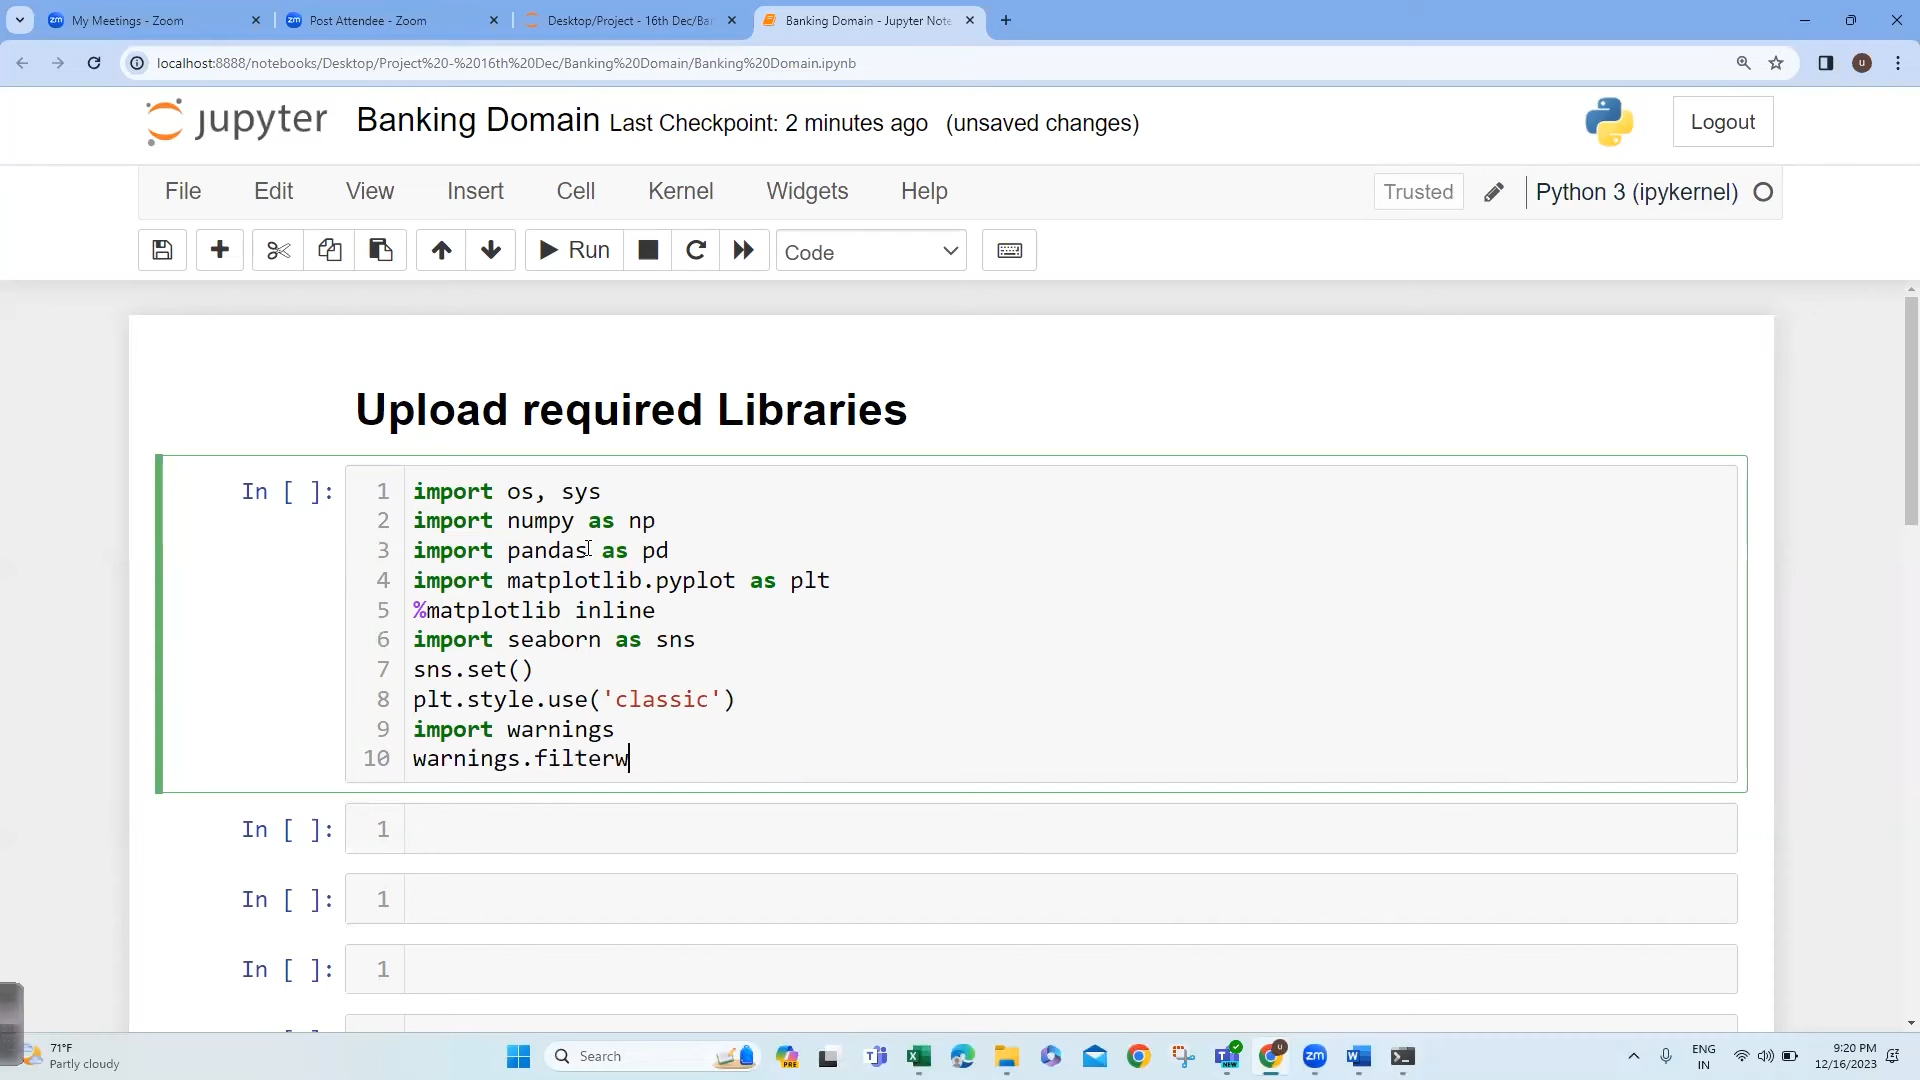 My Meetings - Zoom
Post Attendee - Zoom
Desktop/Project - 16th Dec/Ba
Banking Domain - Jupyter Note
localhost:8888/notebooks/Desktop/Project%20-%2016th%20Dec/Banking%20Domain/Banking%20Domain.ipynb
u
jupyter Banking Domain Last Checkpoint: 2 minutes ago (unsaved changes)
Logout
File Edit View Insert Cell Kernel Widgets Help
Trusted
Python 3 (ipykernel)
Run
Code
Upload required Libraries
In [ ]:
1 import os, sys
2 import numpy as np
3 import pandas as pd
4 import matplotlib.pyplot as plt
5 %matplotlib inline
6 import seaborn as sns
7 sns.set()
8 plt.style.use('classic')
9 import warnings
10 warnings.filterw
In [ ]: 1
In [ ]: 1
In [ ]: 1
71°F
Partly cloudy
Search
PRE
NEW
zm
ENG
IN
9:20 PM
12/16/2023